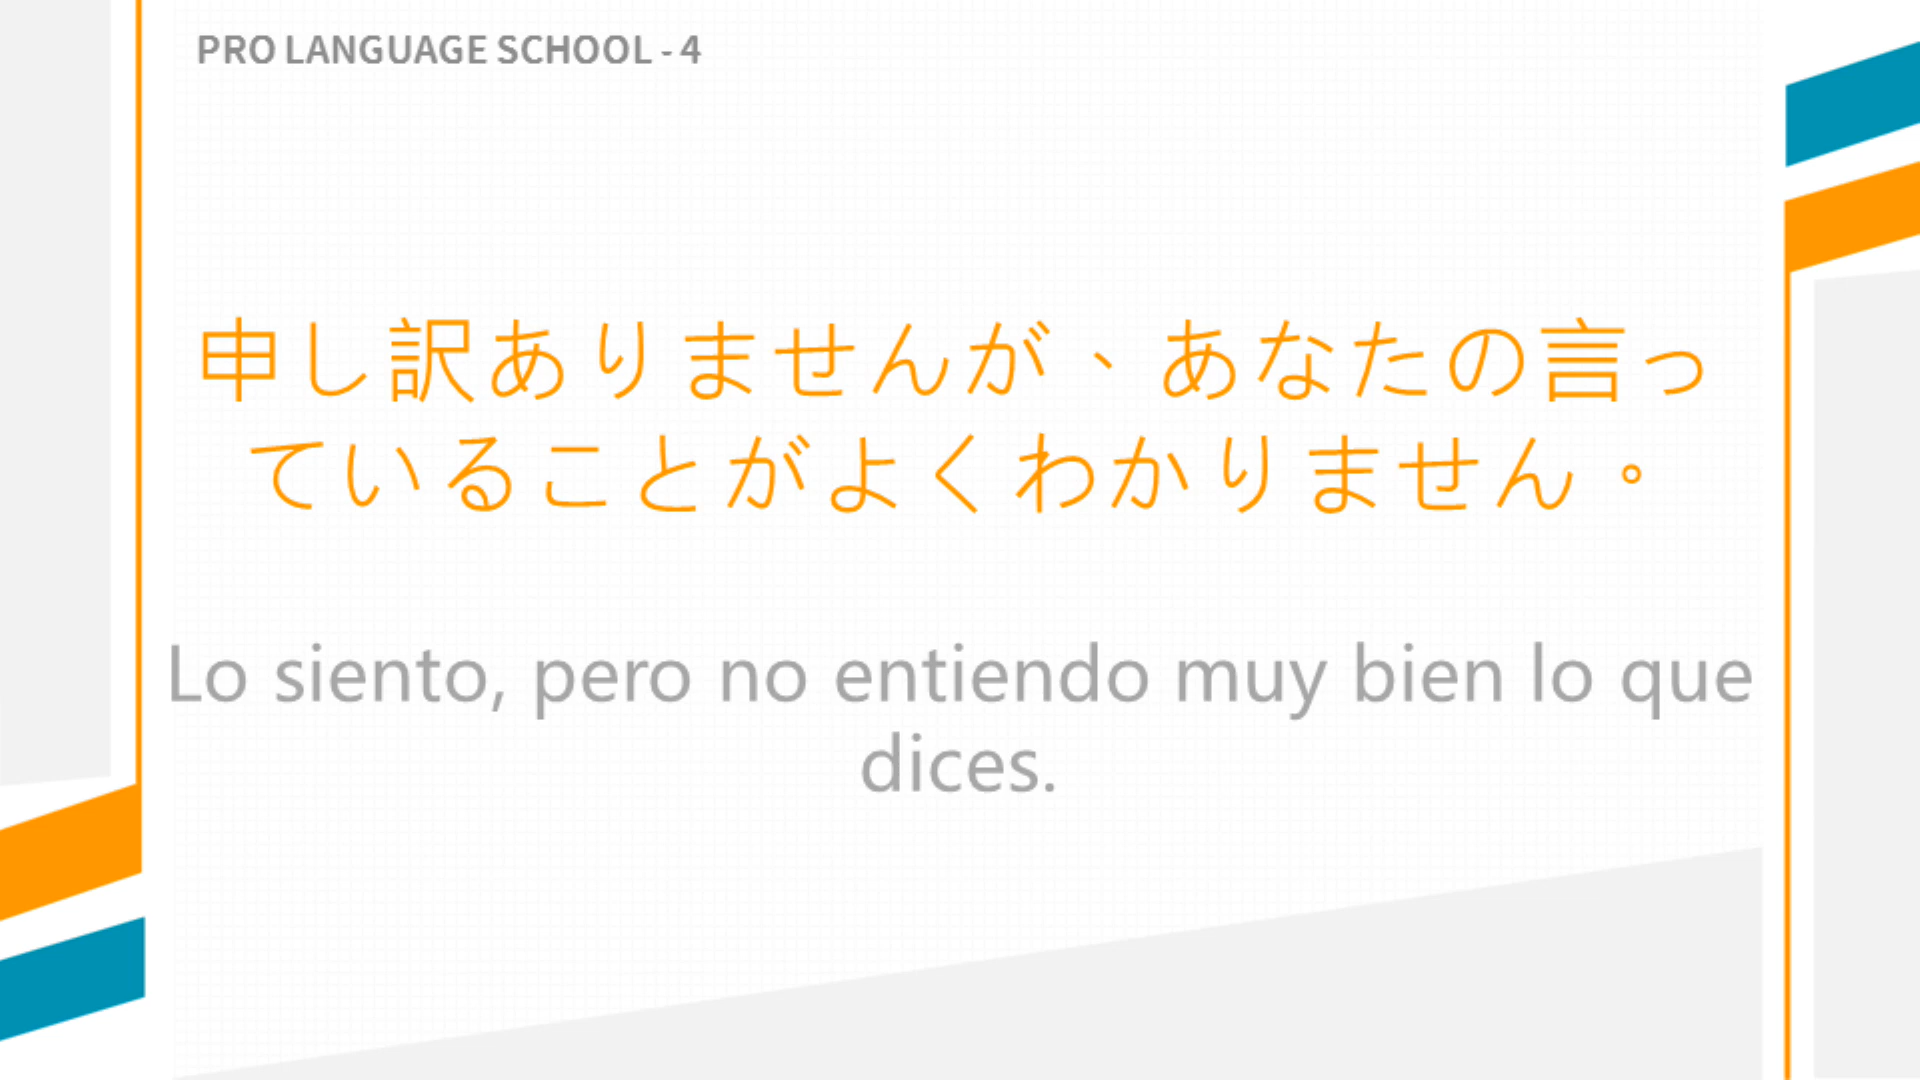 PRO LANGUAGE SCHOOL - 4
申し訳ありませんが、あなたの言っ
ていることがよくわかりません。
Lo siento, pero no entiendo muy bien lo que
dices.